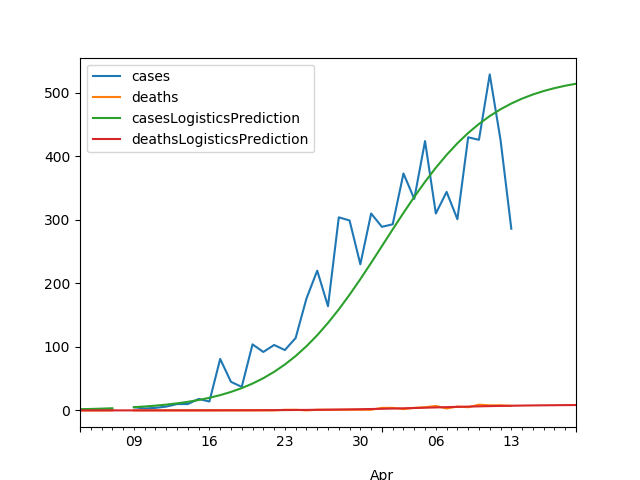 cases
deaths
casesLogisticsPrediction
deathsLogisticsPrediction
500
400
300
200
100
0
09 16 23 30 06 13
Apr